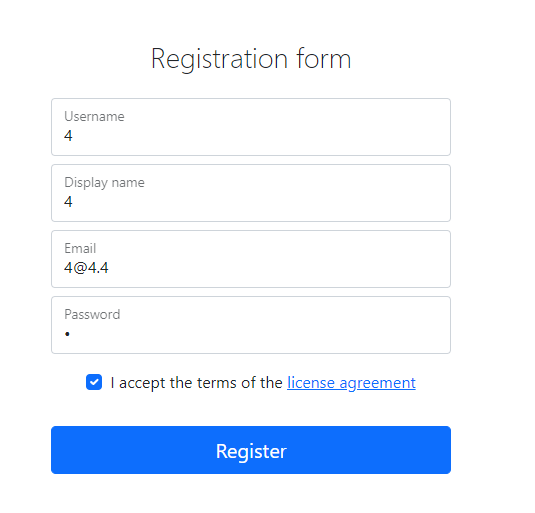 Registration form
Username
4
Display name
4
Email
4@4.4
Password
•
I accept the terms of the license agreement
Register